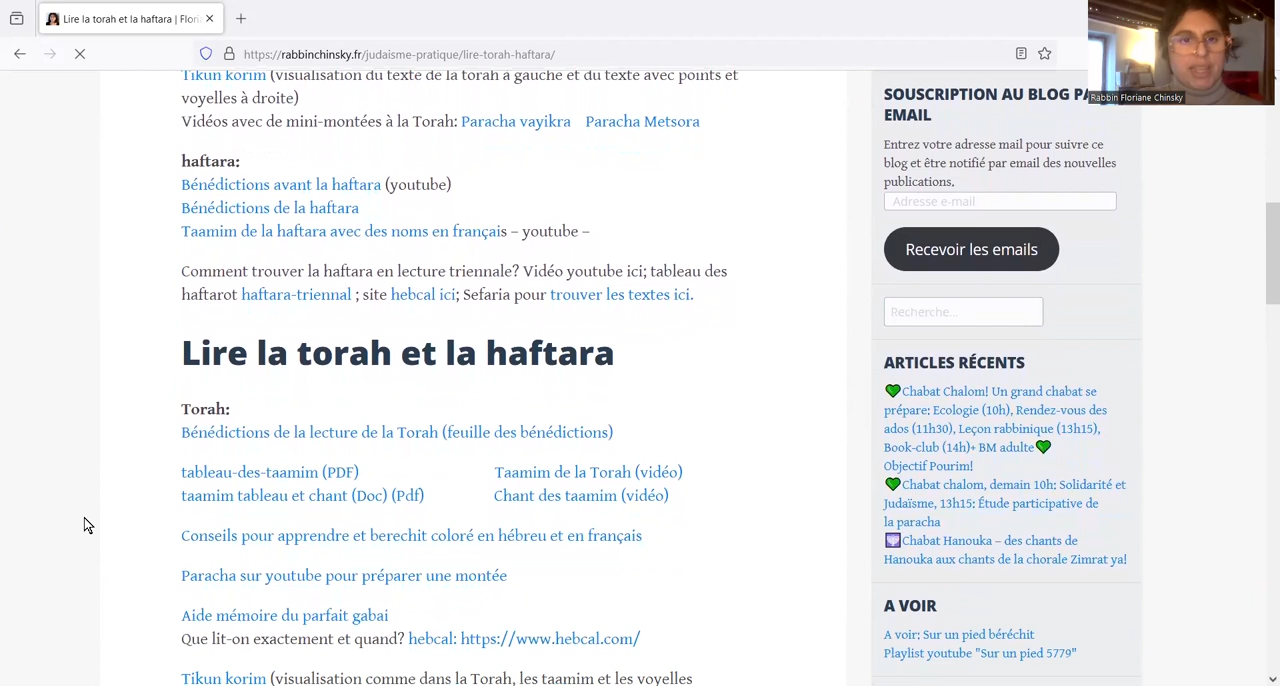 Lire la torah et la haftara | Flori
https://rabbinchinsky.fr/judaisme-pratique/lire-torah-haftara/
Rabbin Floriane Chinsky
Tikun korim (visualisation du texte de la torah à gauche et du texte avec points et
voyelles à droite)
Vidéos avec de mini-montées à la Torah: Paracha vayikra Paracha Metsora
haftara:
Bénédictions avant la haftara (youtube)
Bénédictions de la haftara
Taamim de la haftara avec des noms en français – youtube –
Comment trouver la haftara en lecture triennale? Vidéo youtube ici; tableau des
haftarot haftara-triennal ; site hebcal ici; Sefaria pour trouver les textes ici.
Lire la torah et la haftara
Torah:
Bénédictions de la lecture de la Torah (feuille des bénédictions)
tableau-des-taamim (PDF) Taamim de la Torah (vidéo)
taamim tableau et chant (Doc) (Pdf) Chant des taamim (vidéo)
Conseils pour apprendre et berechit coloré en hébreu et en français
Paracha sur youtube pour préparer une montée
Aide mémoire du parfait gabai
Que lit-on exactement et quand? hebcal: https://www.hebcal.com/
Tikun korim (visualisation comme dans la Torah, les taamim et les voyelles
SOUSCRIPTION AU BLOG PA
EMAIL
Entrez votre adresse mail pour suivre ce
blog et être notifié par email des nouvelles
publications.
Adresse e-mail
Recevoir les emails
Recherche…
ARTICLES RÉCENTS
Chabat Chalom! Un grand chabat se
prépare: Ecologie (10h), Rendez-vous des
ados (11h30), Leçon rabbinique (13h15),
Book-club (14h)+ BM adulte
Objectif Pourim!
Chabat chalom, demain 10h: Solidarité et
Judaïsme, 13h15: Étude participative de
la paracha
Chabat Hanouka – des chants de
Hanouka aux chants de la chorale Zimrat ya!
A VOIR
A voir: Sur un pied béréchit
Playlist youtube "Sur un pied 5779"